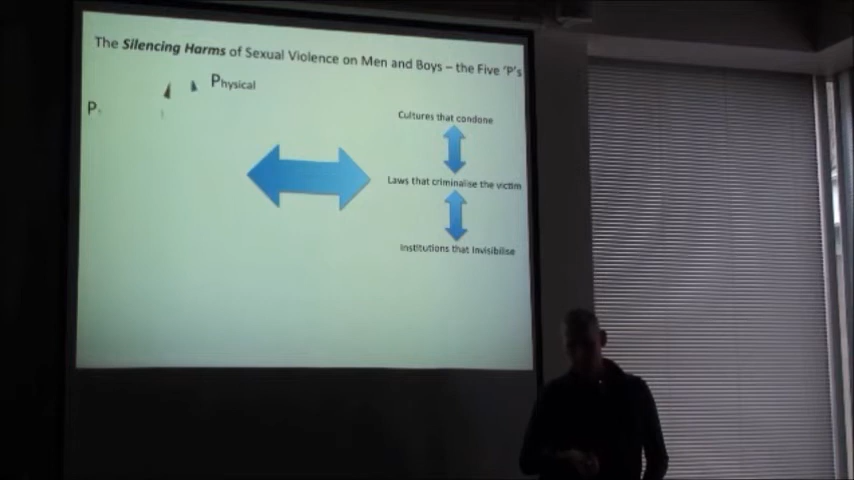 The Silencing Harms of Sexual Violence on Men and Boys – the Five 'P's
Physical
P
Cultures that condone
Laws that criminalise the victim
Institutions that Invisibilise